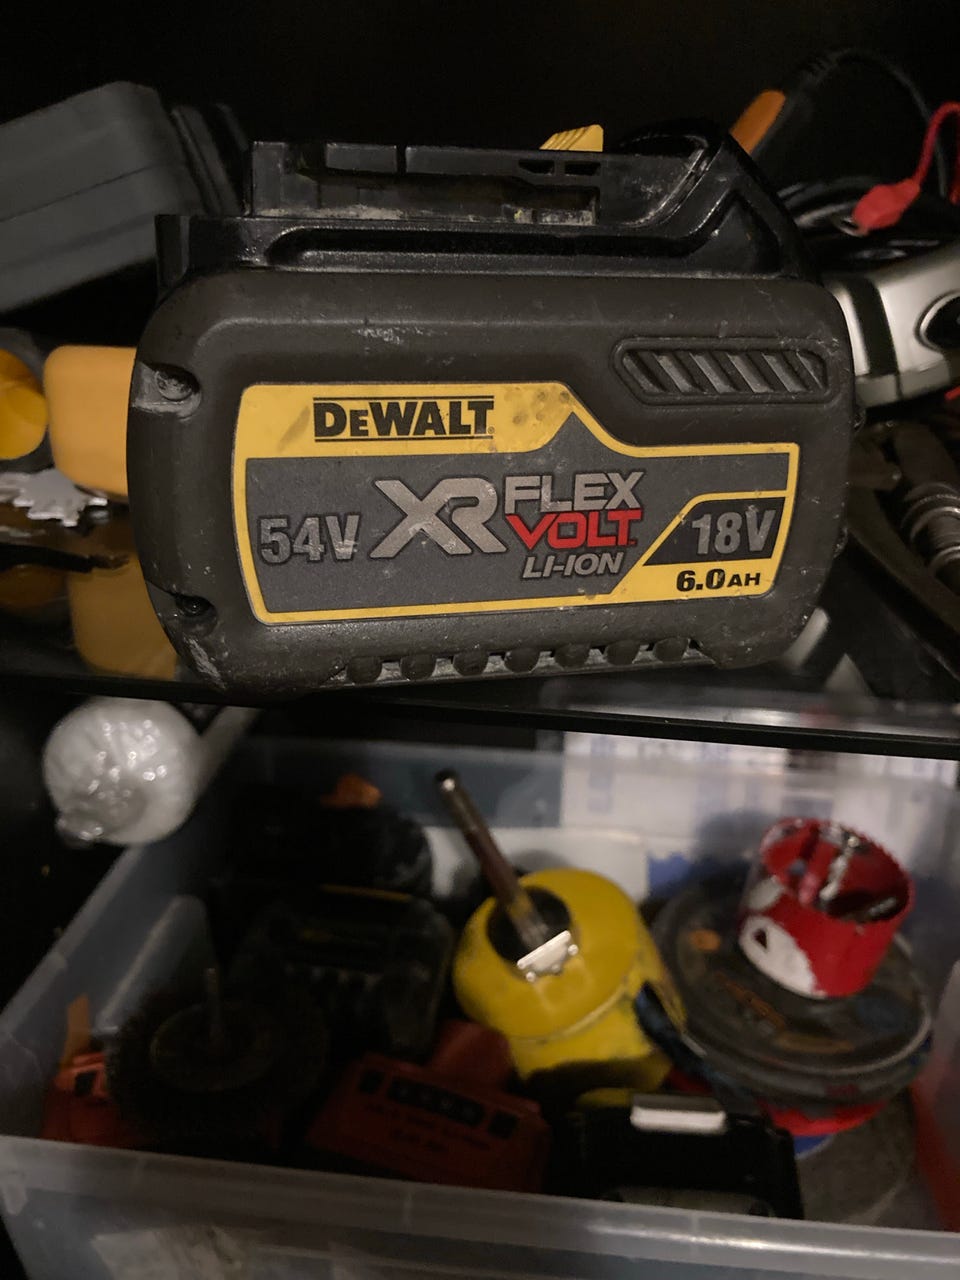 DEWALT
54V XR FLEX
VOLT
LI-ION
18V
6.0AH